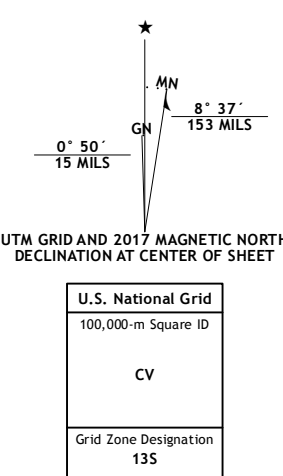 ★
MN
8° 37´
153 MILS
GN
0° 50´
15 MILS
UTM GRID AND 2017 MAGNETIC NORTH
DECLINATION AT CENTER OF SHEET
U.S. National Grid
100,000-m Square ID
CV
Grid Zone Designation
13S